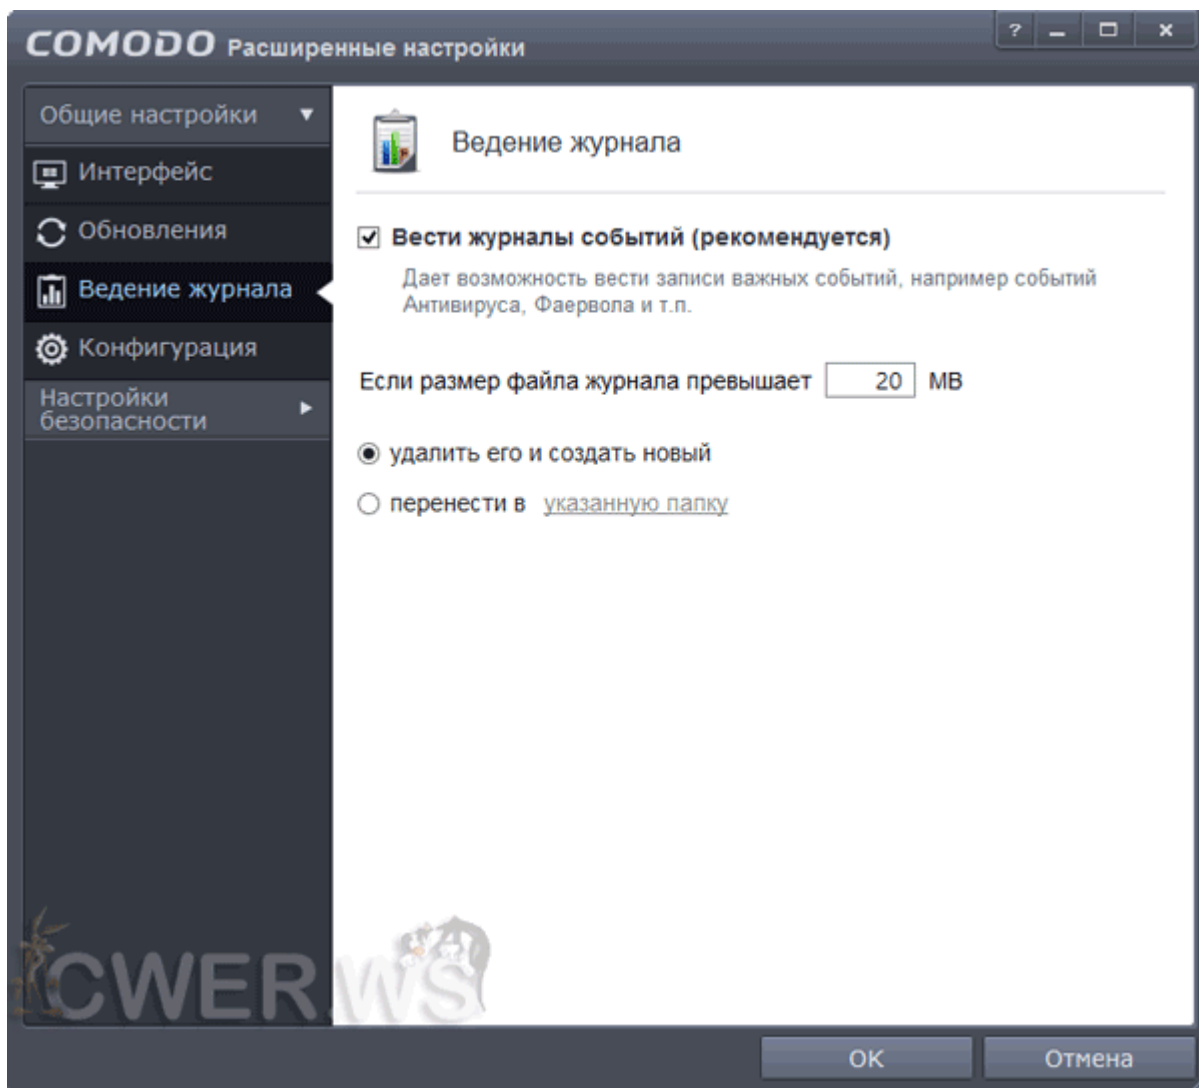 COMODO Расширенные настройки
?
Общие настройки
Интерфейс
Обновления
Ведение журнала
Конфигурация
Настройки
безопасности
Ведение журнала
Вести журналы событий (рекомендуется)
Дает возможность вести записи важных событий, например событий
Антивируса, Фаервола и т.п.
Если размер файла журнала превышает 20 MB
удалить его и создать новый
перенести в указанную папку
CWER.WS
OK Отмена